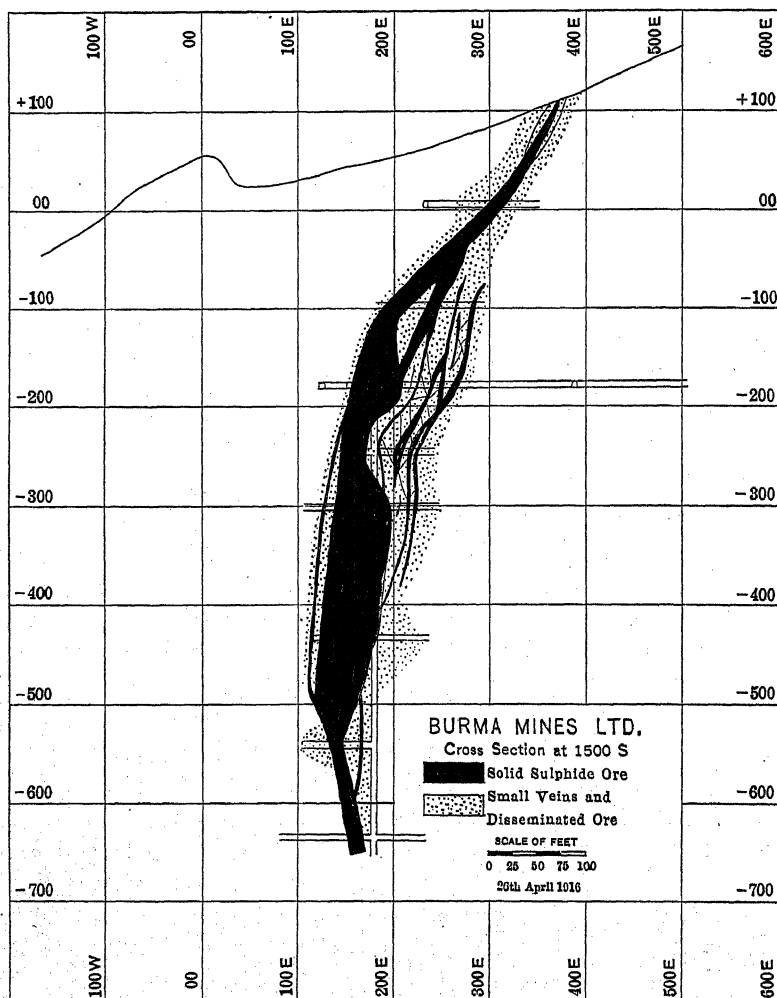 100 W 00 100 E 200 E 300 E 400 E 500 E 600 E
+100 +100
00 00
-100 -100
-200 -200
-300 -300
-400 -400
-500 -500
BURMA MINES LTD.
Cross Section at 1500 S
Solid Sulphide Ore
Small Veins and
Disseminated Ore
-600 -600
SCALE OF FEET
0 25 50 75 100
26th April 1916
-700 -700
100 W 00 100 E 200 E 300 E 400 E 500 E 600 E